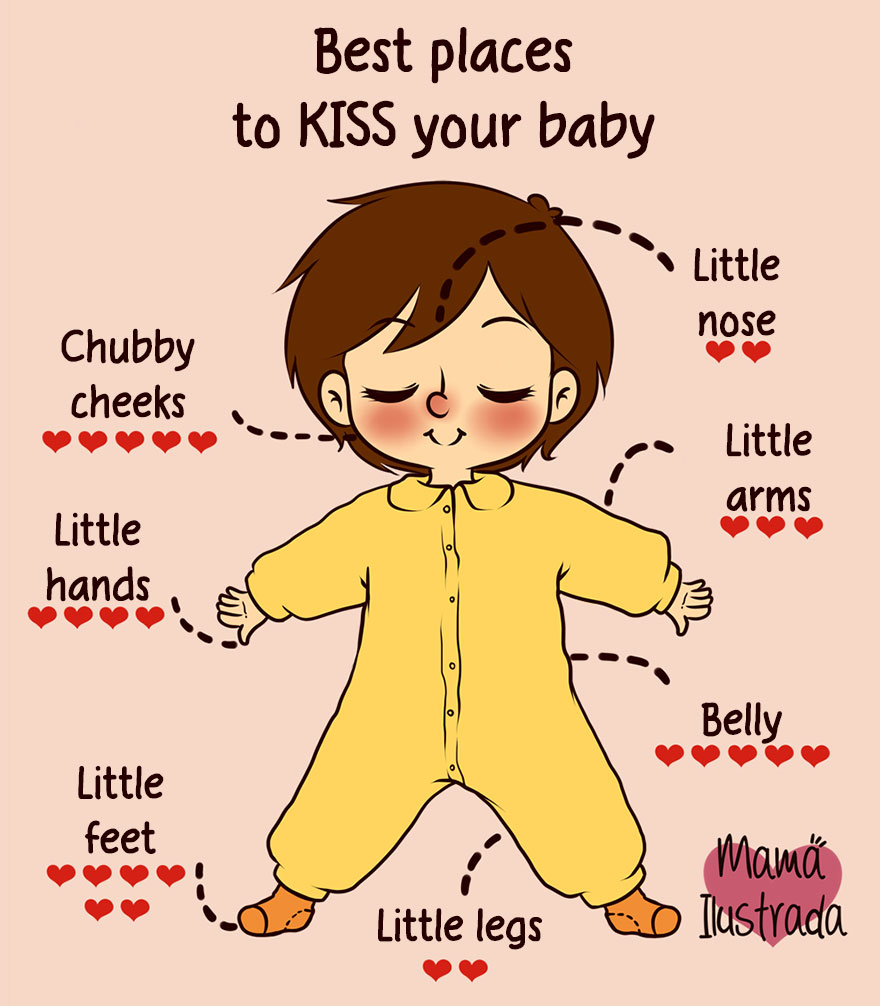 Best places
to KISS your baby
Little
nose
Chubby
cheeks
Little
arms
Little
hands
Belly
Little
feet
Little legs
Mamá
Ilustrada